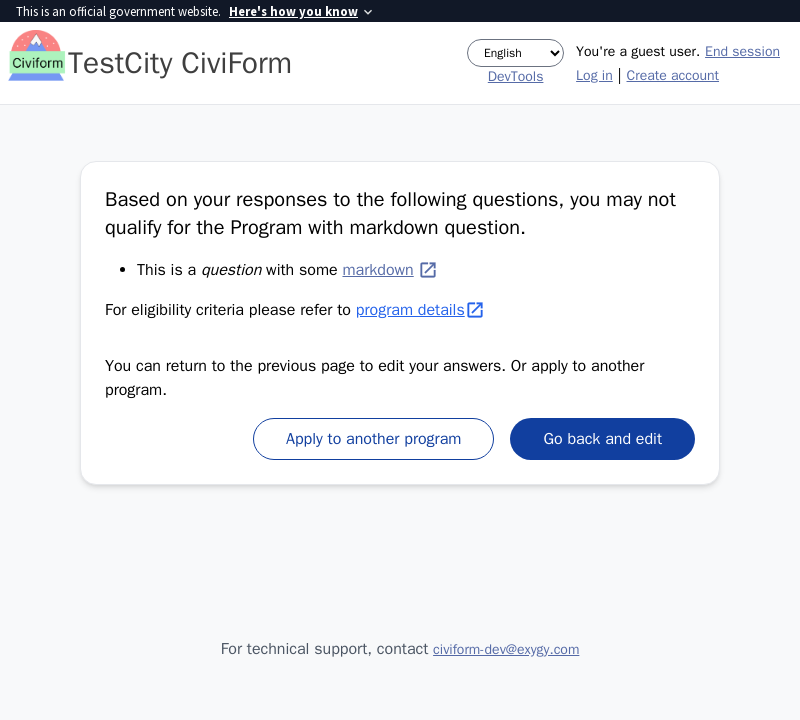 This is an official government website. Here's how you know
Civiform
TestCity CiviForm
English
DevTools
You're a guest user. End session
Log in | Create account
Based on your responses to the following questions, you may not
qualify for the Program with markdown question.
• This is a question with some markdown
For eligibility criteria please refer to program details
You can return to the previous page to edit your answers. Or apply to another
program.
Apply to another program
Go back and edit
For technical support, contact civiform-dev@exygy.com